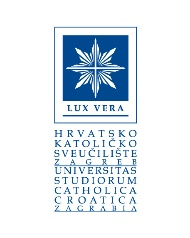 LUX VERA
HRVATSKO
KATOLIČKO
SVEUČILIŠTE
ZAGREB
UNIVERSITAS
STUDIORUM
CATHOLICA
CROATICA
ZAGRABIA